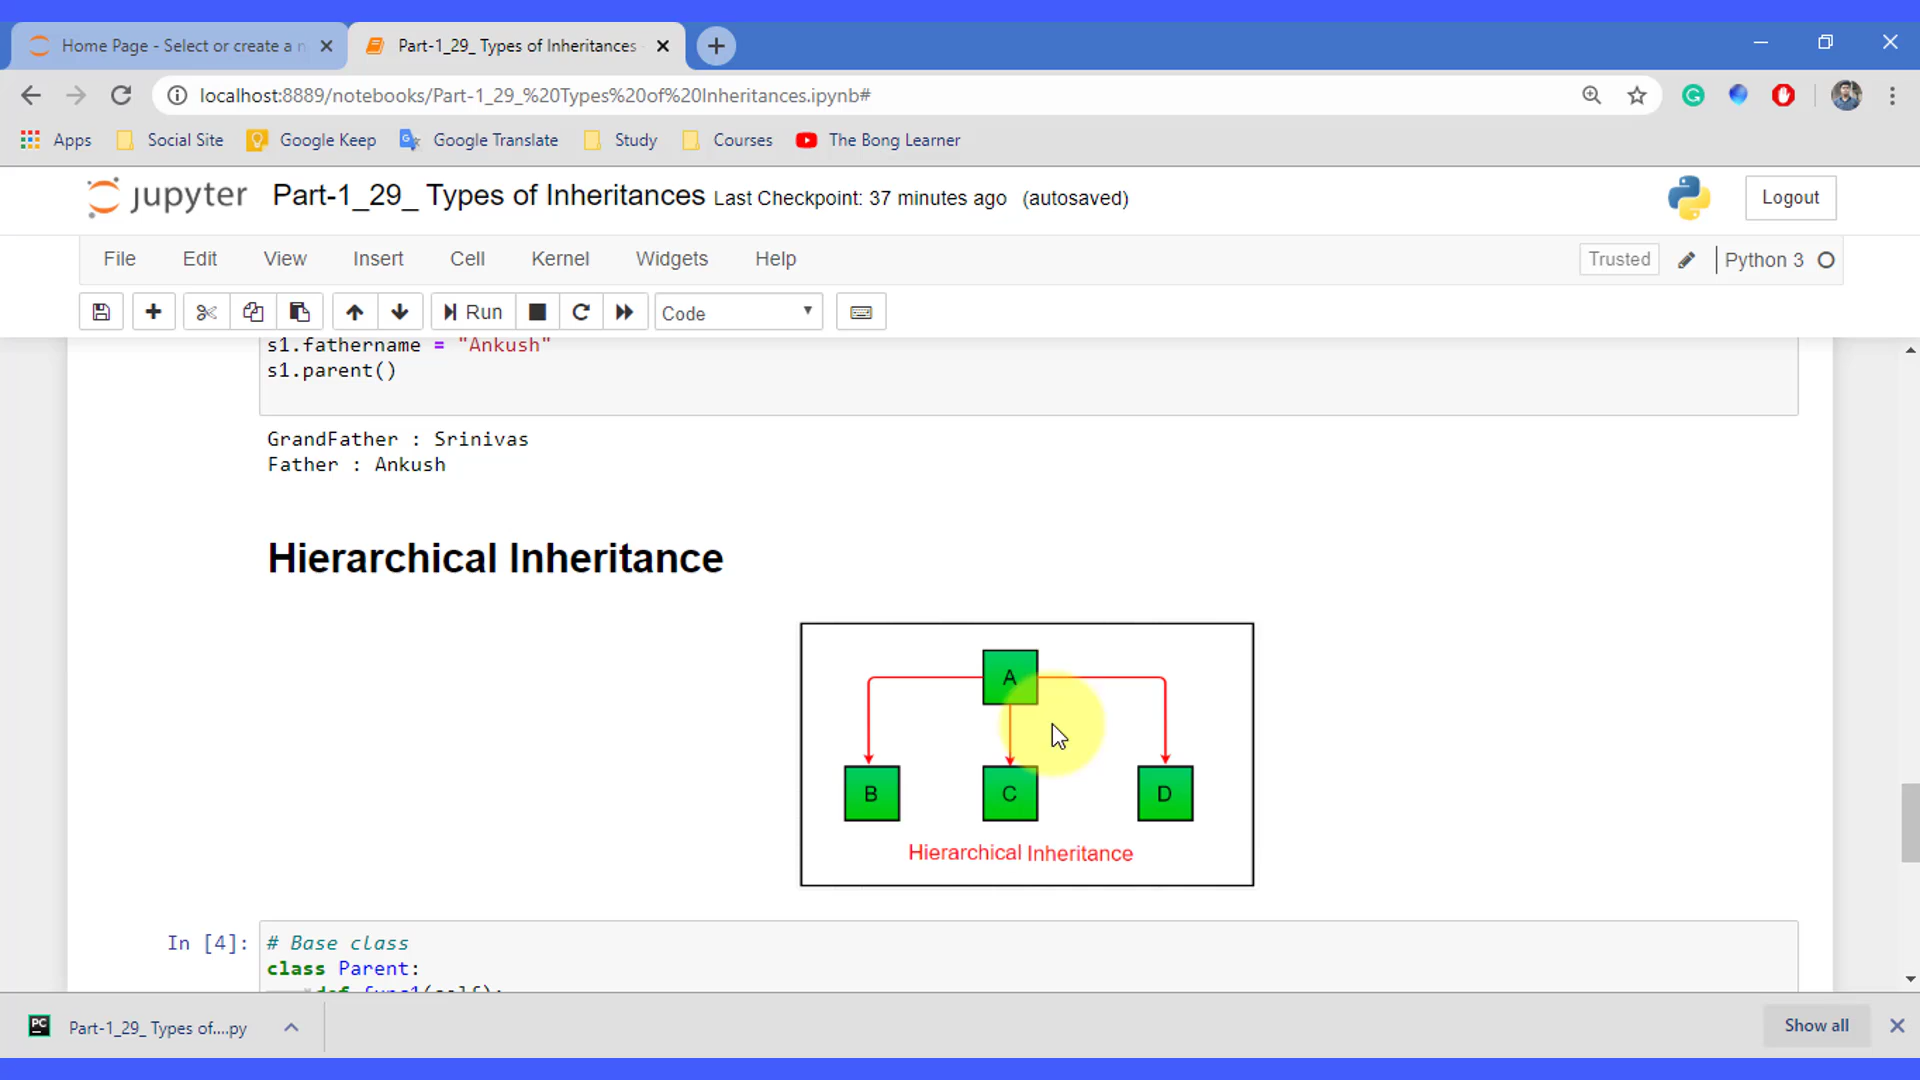 Home Page - Select or create a n
Part-1_29_ Types of Inheritances
localhost:8889/notebooks/Part-1_29_%20Types%20of%20Inheritances.ipynb#
Apps Social Site Google Keep Google Translate Study Courses The Bong Learner
jupyter Part-1_29_ Types of Inheritances Last Checkpoint: 37 minutes ago (autosaved)
Logout
File Edit View Insert Cell Kernel Widgets Help
Trusted Python 3
Run Code
s1.fathername = "Ankush"
s1.parent()
GrandFather : Srinivas
Father : Ankush
Hierarchical Inheritance
A
B C D
Hierarchical Inheritance
In [4]: # Base class
class Parent:
def func1(self):
PC Part-1_29_ Types of....py
Show all